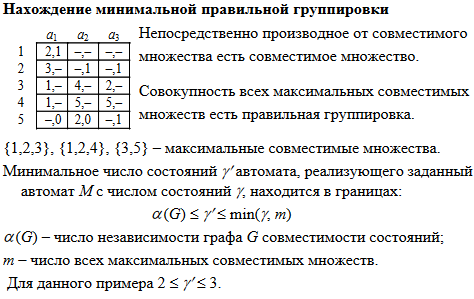 Нахождение минимальной правильной группировки
a₁ a₂ a₃
1 2,1 –,– –,–
2 3,– –,1 –,1
3 1,– 4,– 2,–
4 1,– 5,– 5,–
5 –,0 2,0 –,1
Непосредственно производное от совместимого
множества есть совместимое множество.
Совокупность всех максимальных совместимых
множеств есть правильная группировка.
{1,2,3}, {1,2,4}, {3,5} – максимальные совместимые множества.
Минимальное число состояний γ′ автомата, реализующего заданный
автомат M с числом состояний γ, находится в границах:
α(G) ≤ γ′ ≤ min(γ, m)
α(G) – число независимости графа G совместимости состояний;
m – число всех максимальных совместимых множеств.
Для данного примера 2 ≤ γ′ ≤ 3.